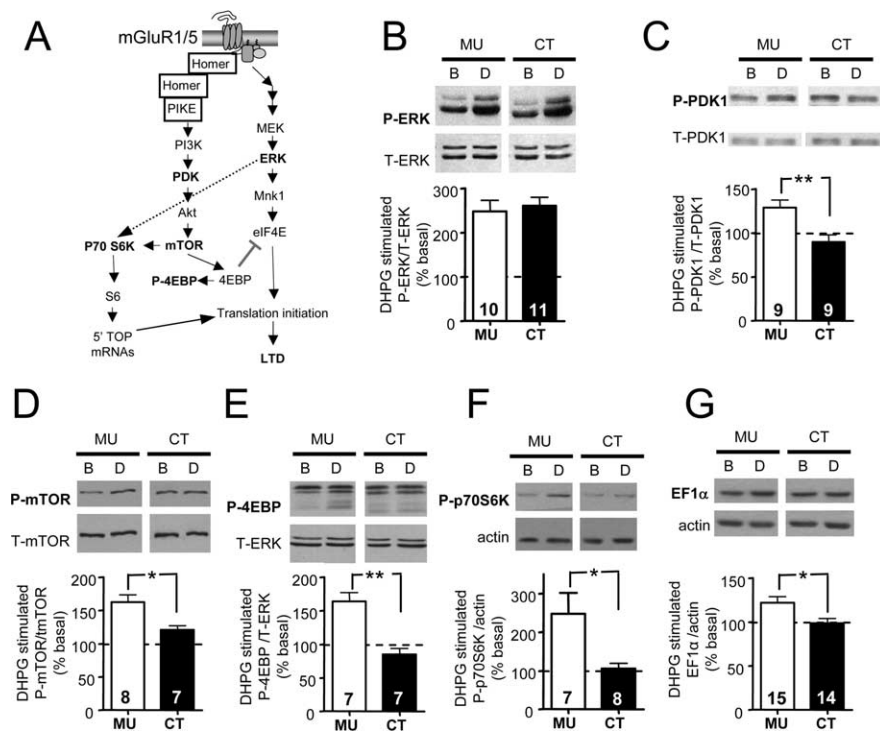 A
mGluR1/5
Homer
Homer
PIKE
PI3K
PDK
Akt
P70 S6K
mTOR
P-4EBP
4EBP
S6
5' TOP
mRNAs
MEK
ERK
Mnk1
eIF4E
Translation initiation
LTD
B
MU CT
B D B D
P-ERK
T-ERK
DHPG stimulated
P-ERK/T-ERK
(% basal)
300
200
100
0
10 11
MU CT
C
MU CT
B D B D
P-PDK1
T-PDK1
DHPG stimulated
P-PDK1 /T-PDK1
(% basal)
150
100
50
0
**
9 9
MU CT
D
MU CT
B D B D
P-mTOR
T-mTOR
DHPG stimulated
P-mTOR/tmTOR
(% basal)
200
150
100
50
0
*
8 7
MU CT
E
MU CT
B D B D
P-4EBP
T-ERK
DHPG stimulated
P-4EBP /T-ERK
(% basal)
200
150
100
50
0
**
7 7
MU CT
F
MU CT
B D B D
P-p70S6K
actin
DHPG stimulated
P-p70S6K /actin
(% basal)
300
200
100
0
*
7 8
MU CT
G
MU CT
B D B D
EF1α
actin
DHPG stimulated
EF1α /actin
(% basal)
150
100
50
0
*
15 14
MU CT